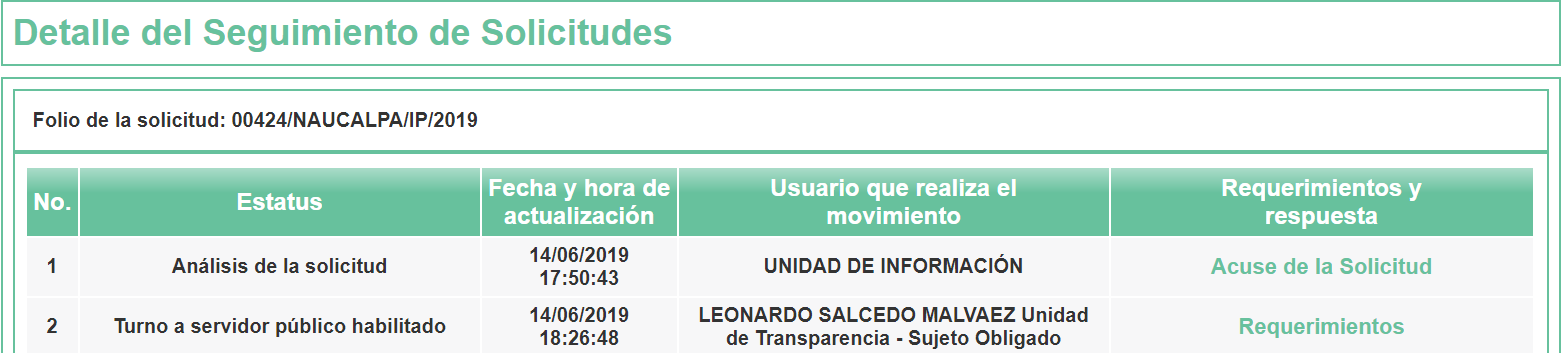 Detalle del Seguimiento de Solicitudes
Folio de la solicitud: 00424/NAUCALPA/IP/2019
No.
Estatus
Fecha y hora de
actualización
Usuario que realiza el
movimiento
Requerimientos y
respuesta
1
Análisis de la solicitud
14/06/2019
17:50:43
UNIDAD DE INFORMACIÓN
Acuse de la Solicitud
2
Turno a servidor público habilitado
14/06/2019
18:26:48
LEONARDO SALCEDO MALVAEZ Unidad
de Transparencia - Sujeto Obligado
Requerimientos